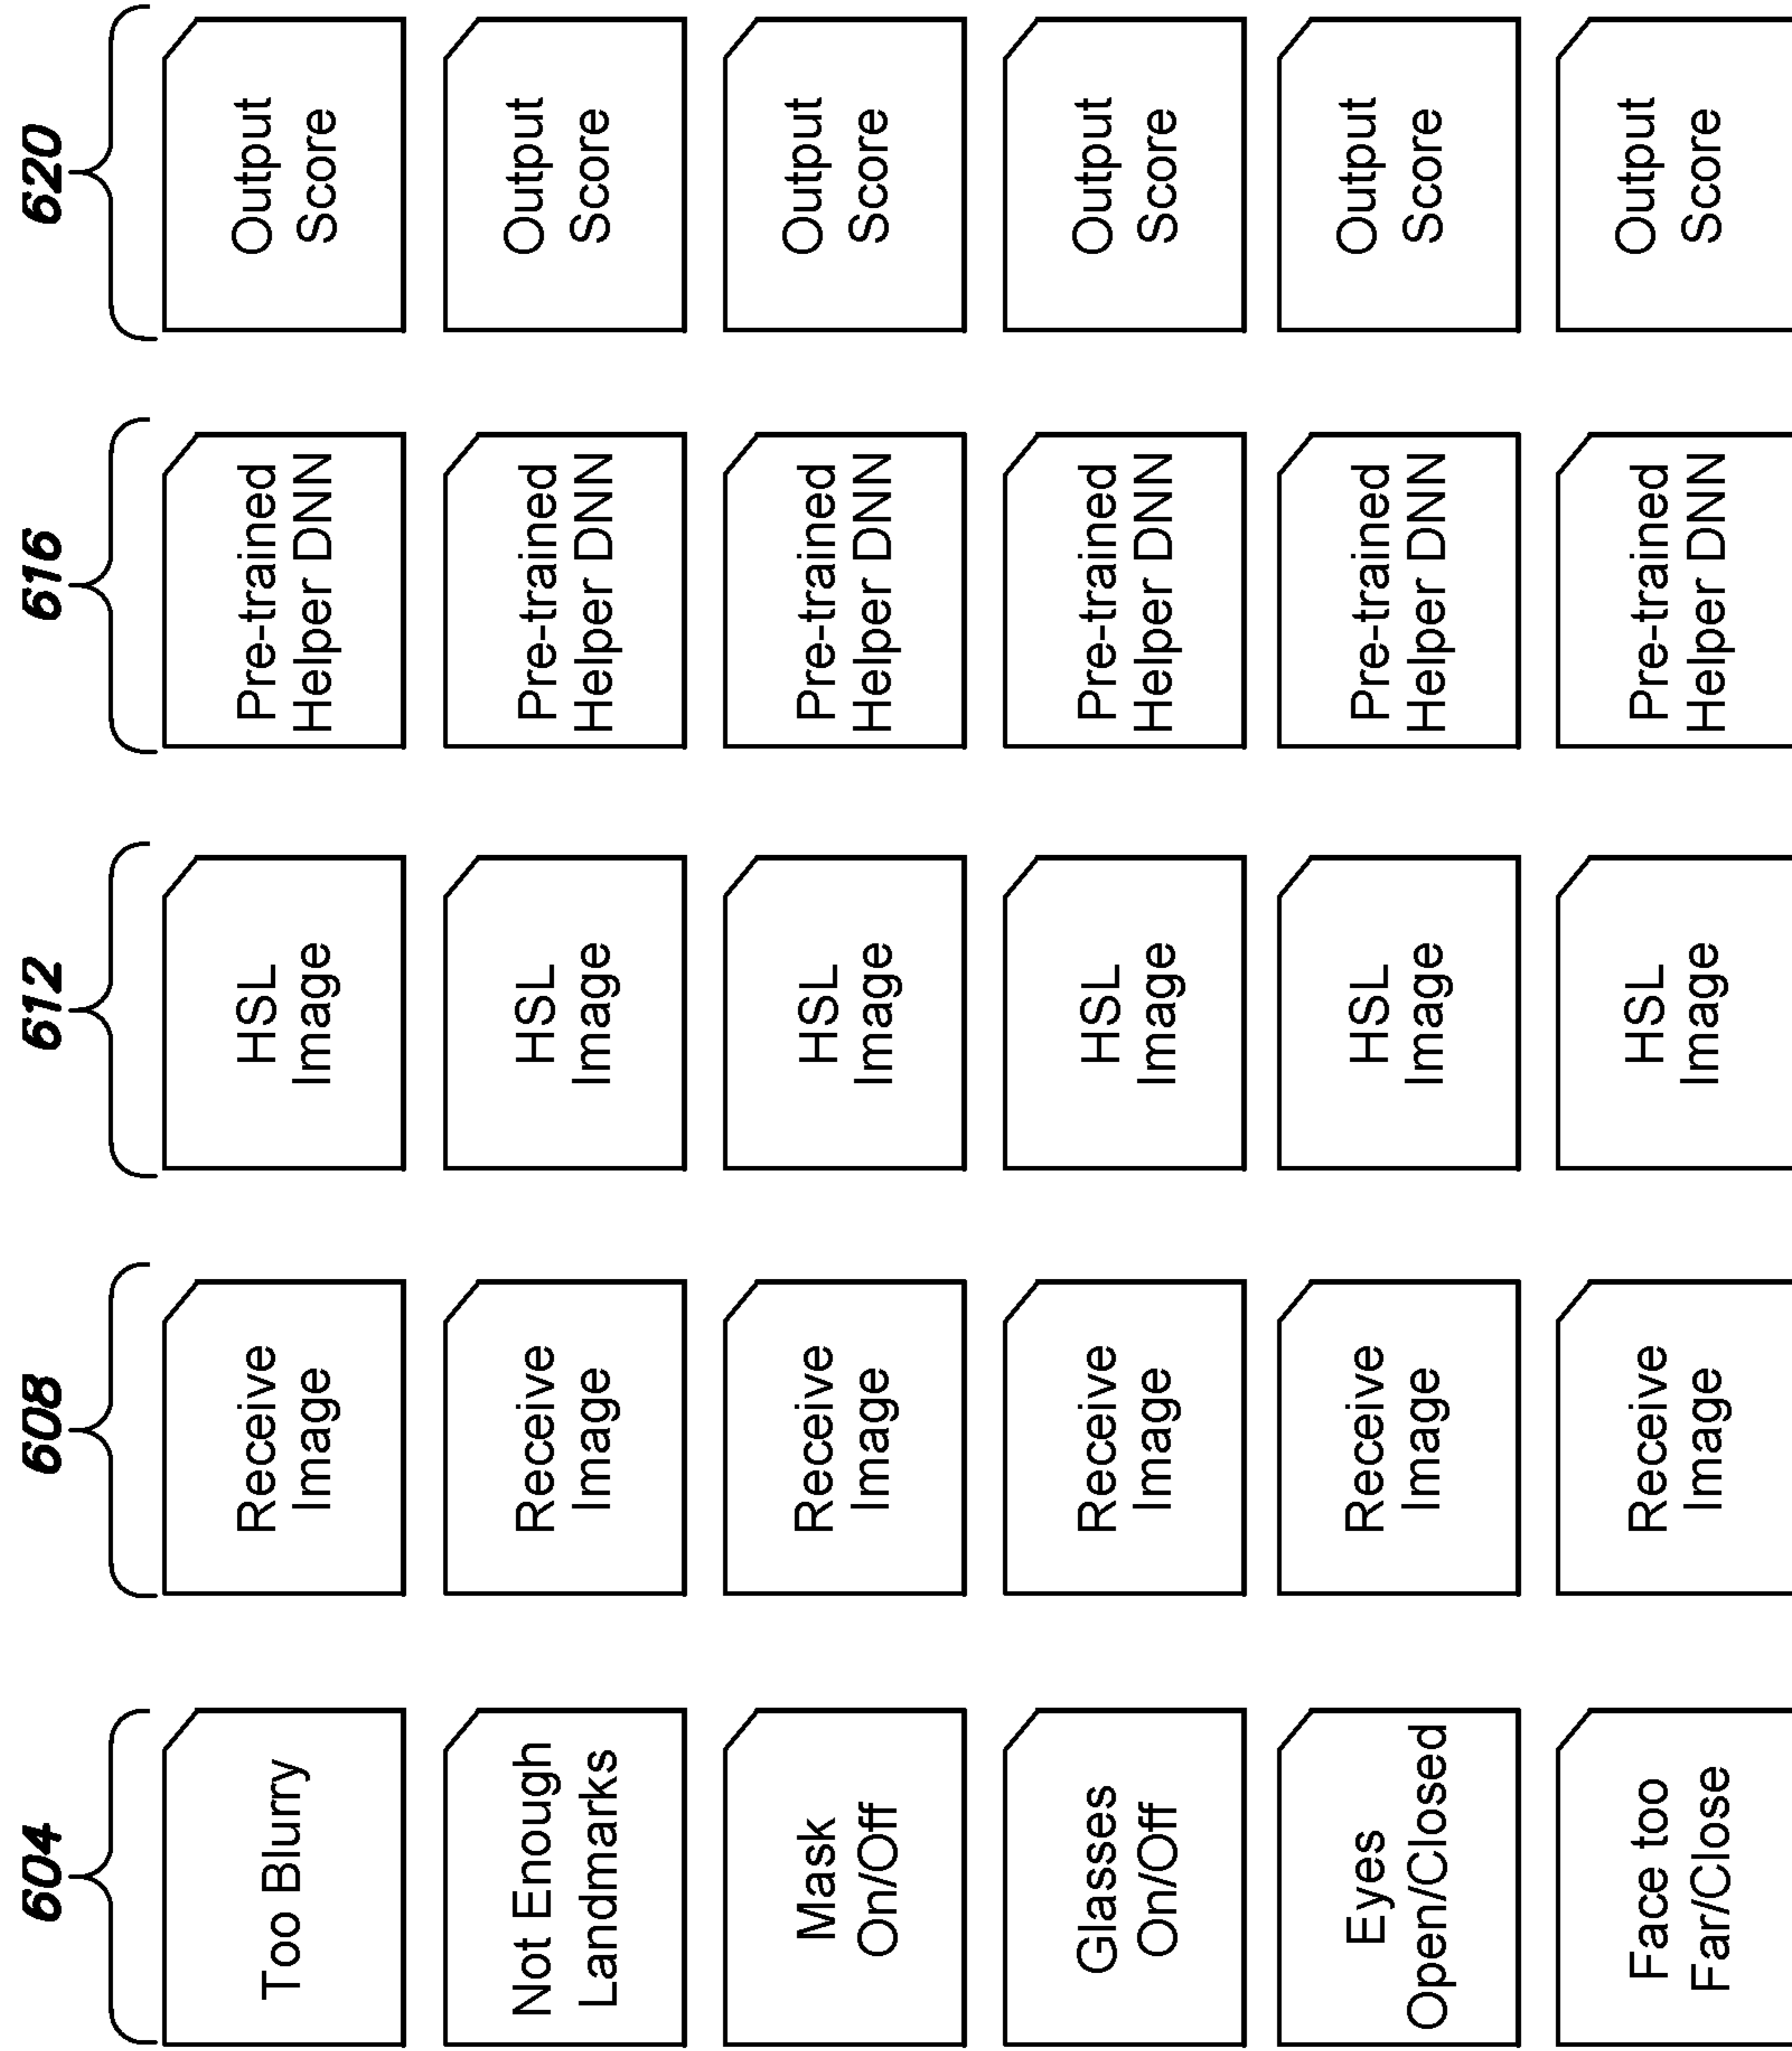 604
608
612
616
620
Too Blurry
Receive
Image
HSL
Image
Pre-trained
Helper DNN
Output
Score
Not Enough
Landmarks
Receive
Image
HSL
Image
Pre-trained
Helper DNN
Output
Score
Mask
On/Off
Receive
Image
HSL
Image
Pre-trained
Helper DNN
Output
Score
Glasses
On/Off
Receive
Image
HSL
Image
Pre-trained
Helper DNN
Output
Score
Eyes
Open/Closed
Receive
Image
HSL
Image
Pre-trained
Helper DNN
Output
Score
Face too
Far/Close
Receive
Image
HSL
Image
Pre-trained
Helper DNN
Output
Score